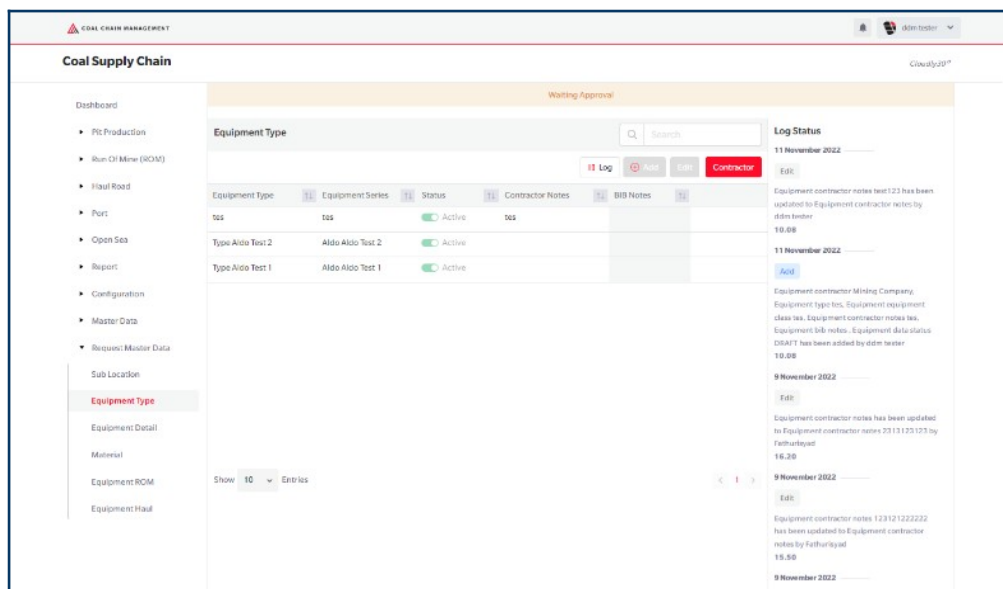 COAL CHAIN MANAGEMENT
ddm tester
Coal Supply Chain
Cloudly30°
Waiting Approval
Dashboard
Pit Production
Run Of Mine (ROM)
Haul Road
Port
Open Sea
Report
Configuration
Master Data
Request Master Data
Sub Location
Equipment Type
Equipment Detail
Material
Equipment ROM
Equipment Haul
Equipment Type
Search
Log
Add
Edit
Contractor
Equipment Type Equipment Series Status Contractor Notes BIB Notes
tes tes Active tes
Type Aldo Test 2 Aldo Aldo Test 2 Active
Type Aldo Test 1 Aldo Aldo Test 1 Active
Show 10 Entries
< 1 >
Log Status
11 November 2022
Edit
Equipment contractor notes test123 has been
updated to Equipment contractor notes by
ddm tester
10.08
11 November 2022
Add
Equipment contractor Mining Company,
Equipment type tes, Equipment equipment
class tes, Equipment contractor notes tes,
Equipment bib notes , Equipment data status
DRAFT has been added by ddm tester
10.08
9 November 2022
Edit
Equipment contractor notes has been updated
to Equipment contractor notes 2313123123 by
Fathurisyad
16.20
9 November 2022
Edit
Equipment contractor notes 123121222222
has been updated to Equipment contractor
notes by Fathurisyad
15.50
9 November 2022